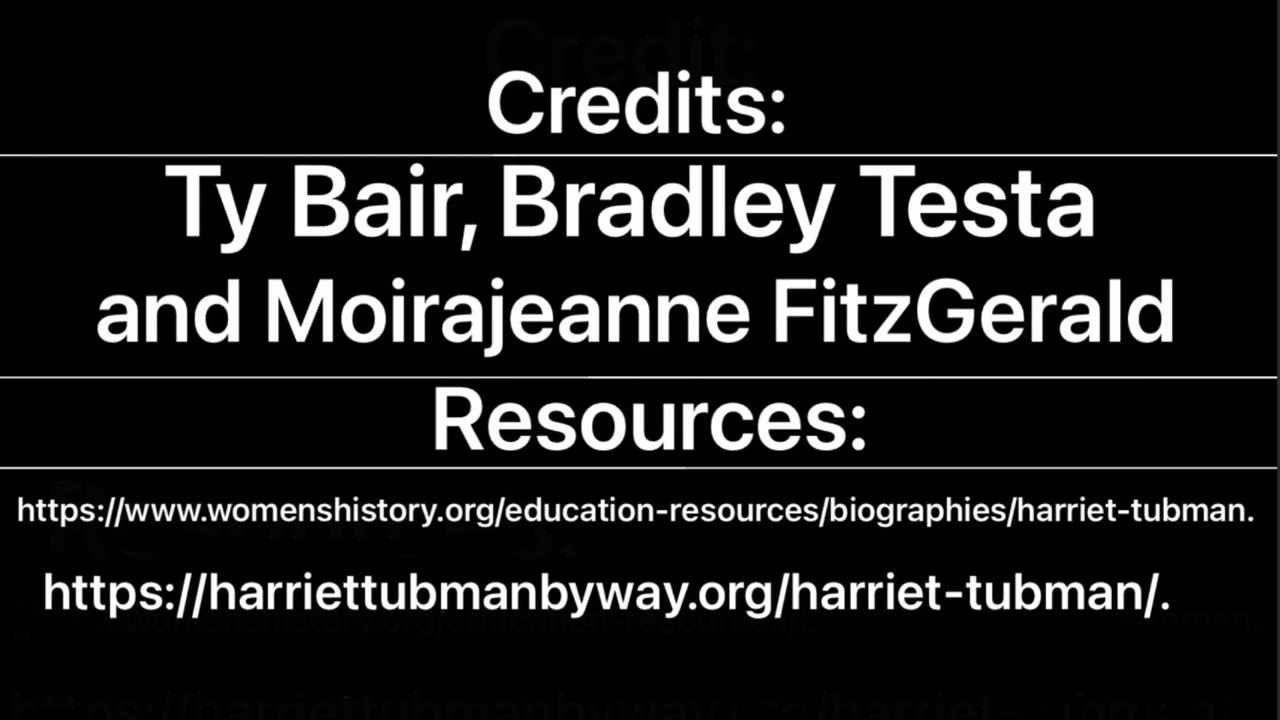 Credits:
Ty Bair, Bradley Testa
and Moirajeanne FitzGerald
Resources:
https://www.womenshistory.org/education-resources/biographies/harriet-tubman.
https://harriettubmanbyway.org/harriet-tubman/.